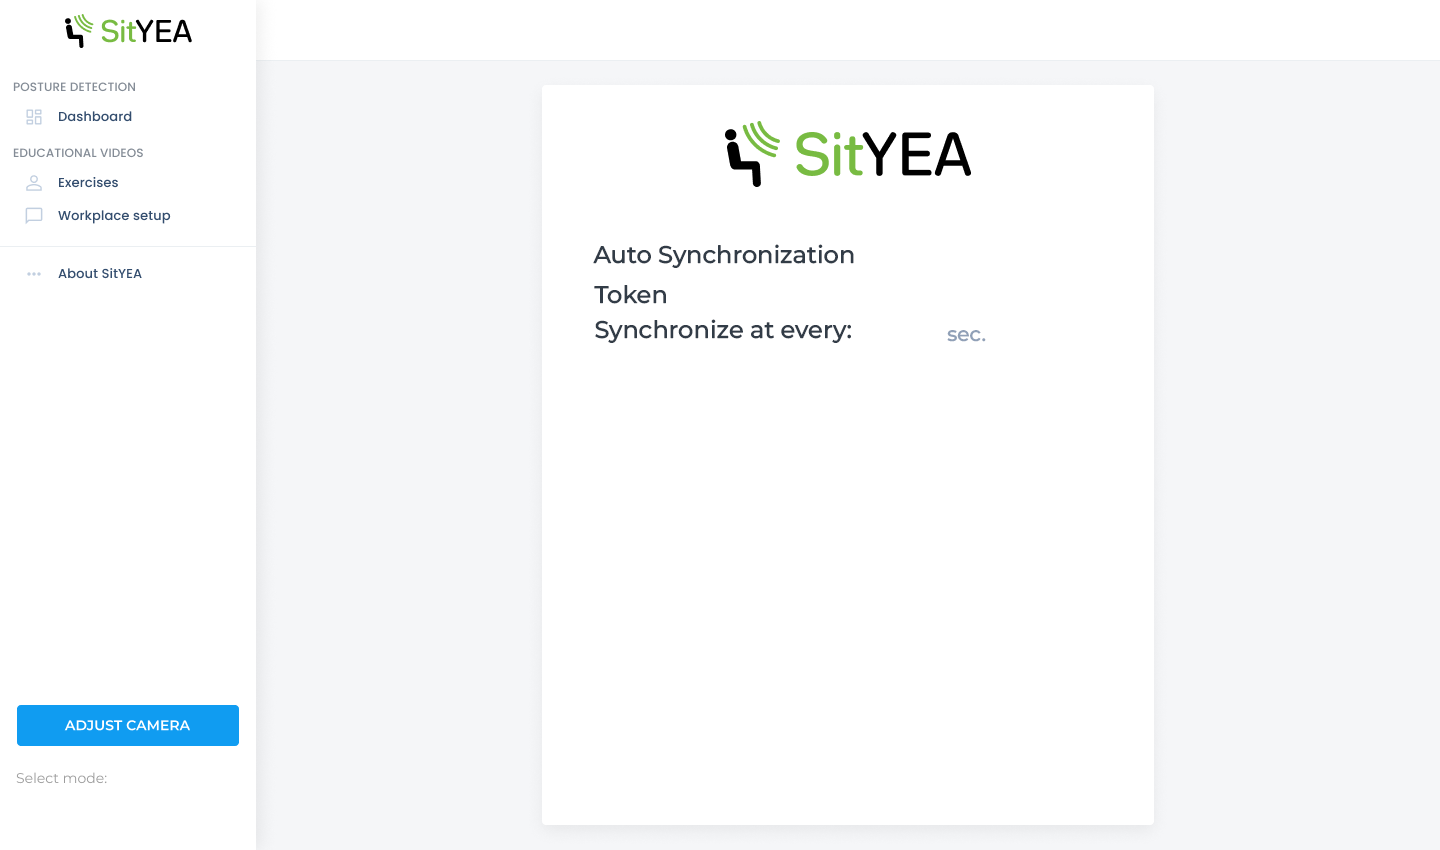 SitYEA
POSTURE DETECTION
Dashboard
EDUCATIONAL VIDEOS
Exercises
Workplace setup
About SitYEA
ADJUST CAMERA
Select mode:
SitYEA
Auto Synchronization
Token
Synchronize at every:
sec.